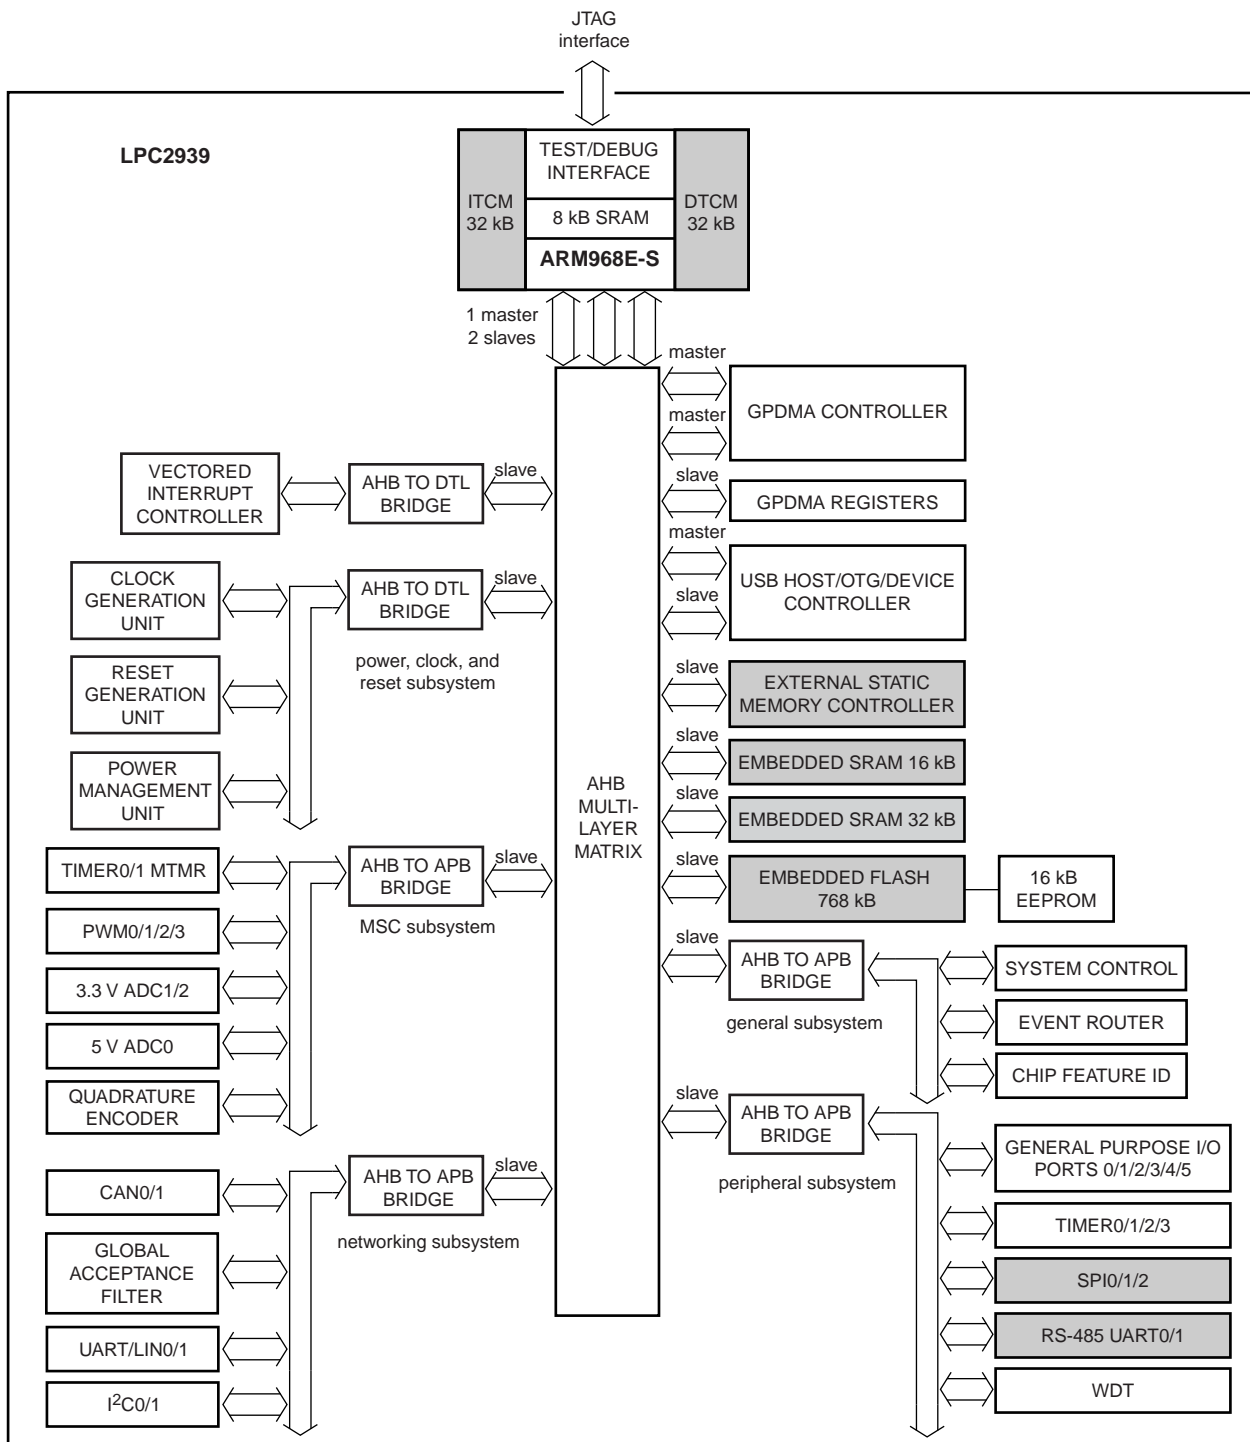 JTAG
interface
LPC2939
TEST/DEBUG
INTERFACE
ITCM
32 kB
8 kB SRAM
DTCM
32 kB
ARM968E-S
1 master
2 slaves
master
GPDMA CONTROLLER
master
slave
GPDMA REGISTERS
master
USB HOST/OTG/DEVICE
CONTROLLER
slave
slave
EXTERNAL STATIC
MEMORY CONTROLLER
slave
EMBEDDED SRAM 16 kB
slave
EMBEDDED SRAM 32 kB
slave
EMBEDDED FLASH
768 kB
16 kB
EEPROM
slave
AHB TO APB
BRIDGE
general subsystem
SYSTEM CONTROL
EVENT ROUTER
CHIP FEATURE ID
slave
AHB TO APB
BRIDGE
peripheral subsystem
GENERAL PURPOSE I/O
PORTS 0/1/2/3/4/5
TIMER0/1/2/3
SPI0/1/2
RS-485 UART0/1
WDT
AHB
MULTI-
LAYER
MATRIX
VECTORED
INTERRUPT
CONTROLLER
AHB TO DTL
BRIDGE
slave
CLOCK
GENERATION
UNIT
AHB TO DTL
BRIDGE
slave
power, clock, and
reset subsystem
RESET
GENERATION
UNIT
POWER
MANAGEMENT
UNIT
TIMER0/1 MTMR
AHB TO APB
BRIDGE
slave
MSC subsystem
PWM0/1/2/3
3.3 V ADC1/2
5 V ADC0
QUADRATURE
ENCODER
CAN0/1
AHB TO APB
BRIDGE
slave
networking subsystem
GLOBAL
ACCEPTANCE
FILTER
UART/LIN0/1
I2C0/1